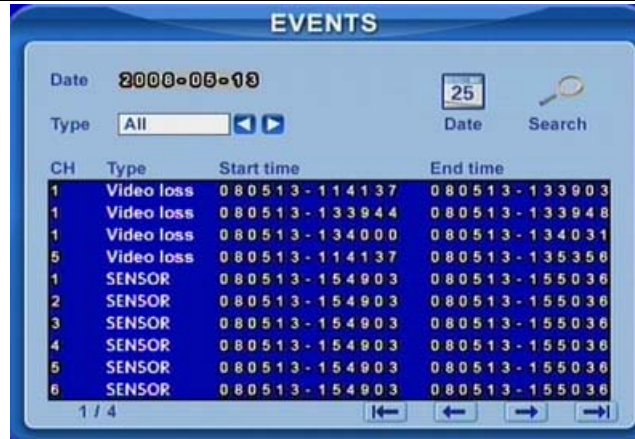 EVENTS
Date 2008-05-13
25
Type All Date Search
CH Type Start time End time
1 Video loss 080513-114137 080513-133903
1 Video loss 080513-133944 080513-133948
1 Video loss 080513-134000 080513-134031
5 Video loss 080513-114137 080513-135356
1 SENSOR 080513-154903 080513-155036
2 SENSOR 080513-154903 080513-155036
3 SENSOR 080513-154903 080513-155036
4 SENSOR 080513-154903 080513-155036
5 SENSOR 080513-154903 080513-155036
6 SENSOR 080513-154903 080513-155036
1 / 4